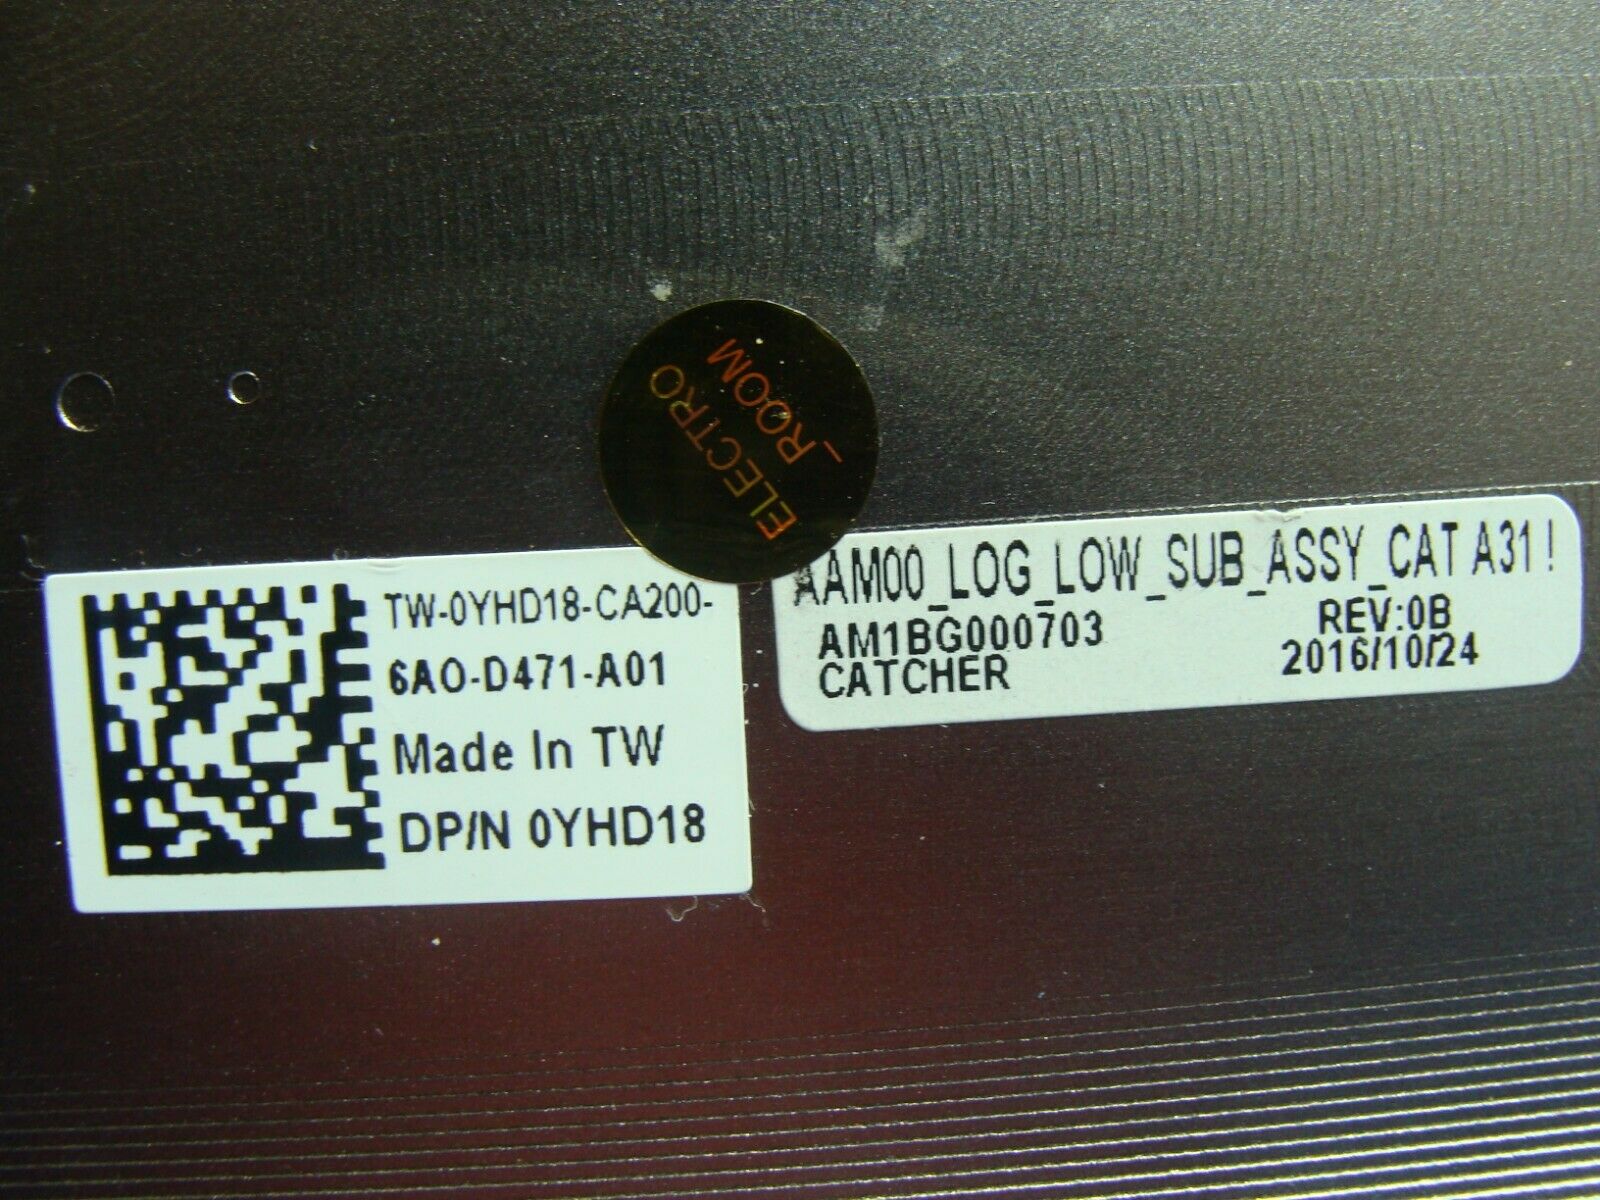 ELECTRO
_ROOM
TW-0YHD18-CA200-
6AO-D471-A01
Made In TW
DP/N 0YHD18
AAM00_LOG_LOW_SUB_ASSY_CAT A31 !
AM1BG000703
REV:0B
CATCHER
2016/10/24